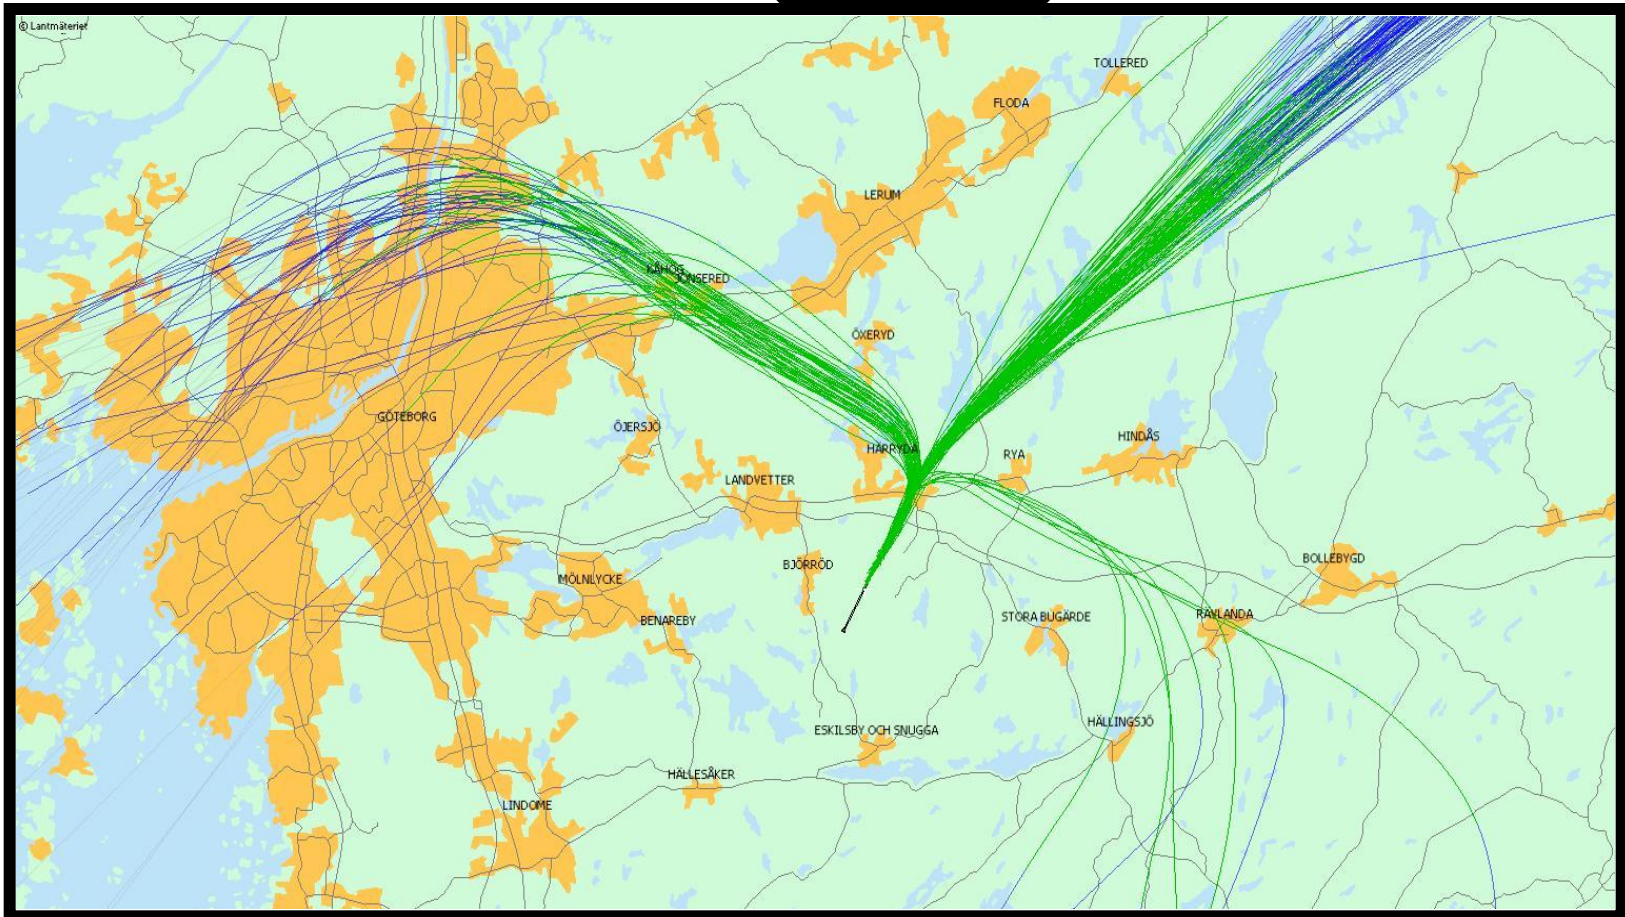 © Lantmäteriet
TOLLERED
FLODA
LERUM
KÅHÖG
JONSERED
ÖXERYD
GÖTEBORG
ÖJERSJÖ
HINDÅS
HÄRRYDA
RYA
LANDVETTER
BJÖRRÖD
BOLLEBYGD
MÖLNLYCKE
BENAREBY
STORA BUGÄRDE
RÄVLANDA
HÄLLINGSJÖ
ESKILSBY OCH SNUGGA
HÄLLESÅKER
LINDOME